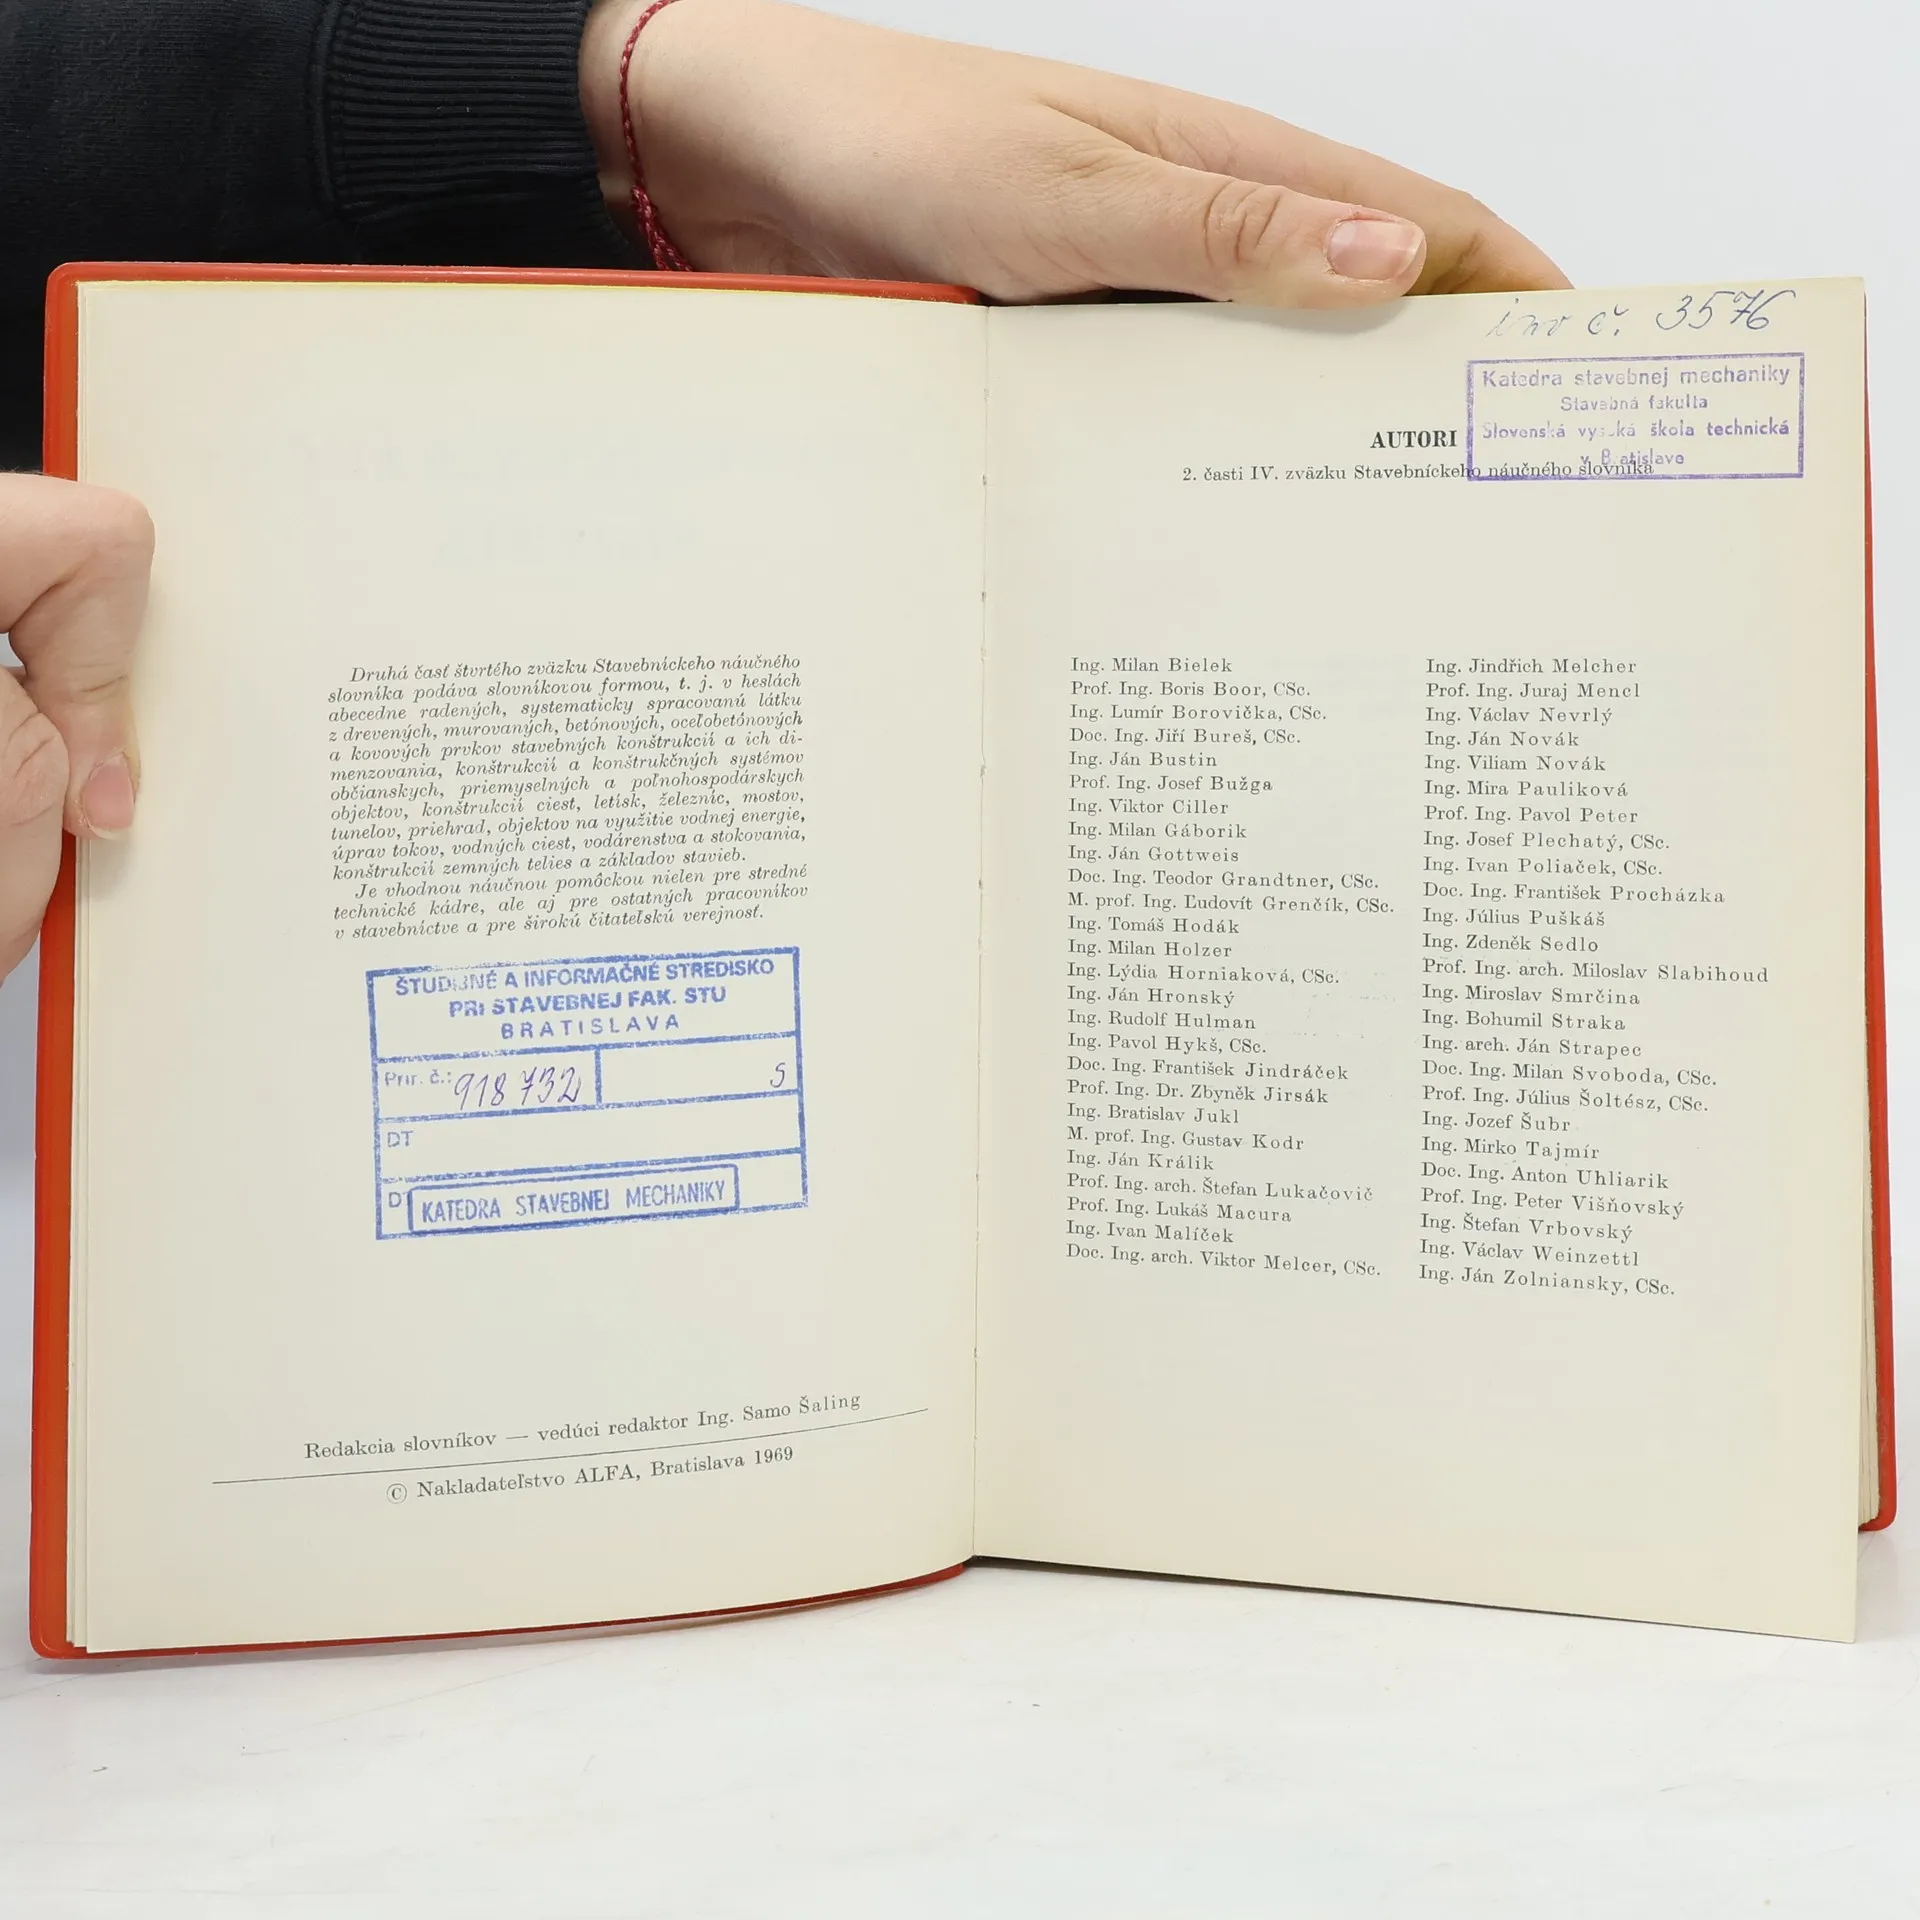 Druhá časť štvrtého zväzku Stavebníckeho náučného
slovníka podáva slovníkovou formou, t. j. v heslách
abecedne radených, systematicky spracovanú látku
z drevených, murovaných, betónových, oceľobetónových
a kovových prvkov stavebných konštrukcií a ich di-
menzovania, konštrukcií a konštrukčných systémov
občianskych, priemyselných a poľnohospodárskych
objektov, konštrukcií ciest, letísk, železníc, mostov,
tunelov, priehrad, objektov na využitie vodnej energie,
úprav tokov, vodných ciest, vodárenstva a stokovania,
konštrukcií zemných telies a základov stavieb.
Je vhodnou náučnou pomôckou nielen pre stredné
technické kádre, ale aj pre ostatných pracovníkov
v stavebníctve a pre širokú čitateľskú verejnosť.
ŠTUDIJNÉ A INFORMAČNÉ STREDISKO
PRI STAVEBNEJ FAK. STU
BRATISLAVA
Prír. č.: 918 732 S
DT
KATEDRA STAVEBNEJ MECHANIKY
Redakcia slovníkov — vedúci redaktor Ing. Samo Šaling
© Nakladateľstvo ALFA, Bratislava 1969
inv č. 3576
Katedra stavebnej mechaniky
Stavebná fakulta
Slovenská vysoká škola technická
v Bratislave
AUTORI
2. časti IV. zväzku Stavebníckeho náučného slovníka
Ing. Milan Bielek
Prof. Ing. Boris Boor, CSc.
Ing. Lumír Borovička, CSc.
Doc. Ing. Jiří Bureš, CSc.
Ing. Ján Bustin
Prof. Ing. Josef Bužga
Ing. Viktor Ciller
Ing. Milan Gáborik
Ing. Ján Gottweis
Doc. Ing. Teodor Grandtner, CSc.
M. prof. Ing. Ľudovít Grenčík, CSc.
Ing. Tomáš Hodák
Ing. Milan Holzer
Ing. Lýdia Horniaková, CSc.
Ing. Ján Hronský
Ing. Rudolf Hulman
Ing. Pavol Hykš, CSc.
Doc. Ing. František Jindráček
Prof. Ing. Dr. Zbyněk Jirsák
Ing. Bratislav Jukl
M. prof. Ing. Gustav Kodr
Ing. Ján Králik
Prof. Ing. arch. Štefan Lukačovič
Prof. Ing. Lukáš Macura
Ing. Ivan Malíček
Doc. Ing. arch. Viktor Melcer, CSc.
Ing. Jindřich Melcher
Prof. Ing. Juraj Mencl
Ing. Václav Nevrlý
Ing. Ján Novák
Ing. Viliam Novák
Ing. Mira Pauliková
Prof. Ing. Pavol Peter
Ing. Josef Plechatý, CSc.
Ing. Ivan Poliaček, CSc.
Doc. Ing. František Procházka
Ing. Július Puškáš
Ing. Zdeněk Sedlo
Prof. Ing. arch. Miloslav Slabihoud
Ing. Miroslav Smrčina
Ing. Bohumil Straka
Ing. arch. Ján Strapec
Doc. Ing. Milan Svoboda, CSc.
Prof. Ing. Július Šoltész, CSc.
Ing. Jozef Šubr
Ing. Mirko Tajmír
Doc. Ing. Anton Uhliarik
Prof. Ing. Peter Višňovský
Ing. Štefan Vrbovský
Ing. Václav Weinzettl
Ing. Ján Zolniansky, CSc.